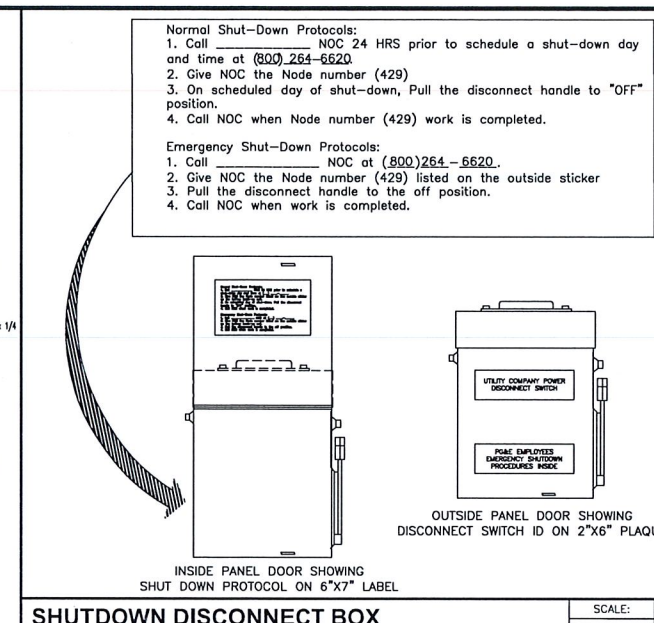 Normal Shut-Down Protocols:
1. Call ____________ NOC 24 HRS prior to schedule a shut-down day
and time at (800) 264-6620.
2. Give NOC the Node number (429)
3. On scheduled day of shut-down, Pull the disconnect handle to "OFF"
position.
4. Call NOC when Node number (429) work is completed.
Emergency Shut-Down Protocols:
1. Call _____________ NOC at (800)264-6620.
2. Give NOC the Node number (429) listed on the outside sticker
3. Pull the disconnect handle to the off position.
4. Call NOC when work is completed.
1/4
UTILITY COMPANY POWER
DISCONNECT SWITCH
PG&E EMPLOYEES
EMERGENCY SHUTDOWN
PROCEDURES INSIDE
OUTSIDE PANEL DOOR SHOWING
DISCONNECT SWITCH ID ON 2"X6" PLAQU
INSIDE PANEL DOOR SHOWING
SHUT DOWN PROTOCOL ON 6"X7" LABEL
SHUTDOWN DISCONNECT BOX
SCALE: